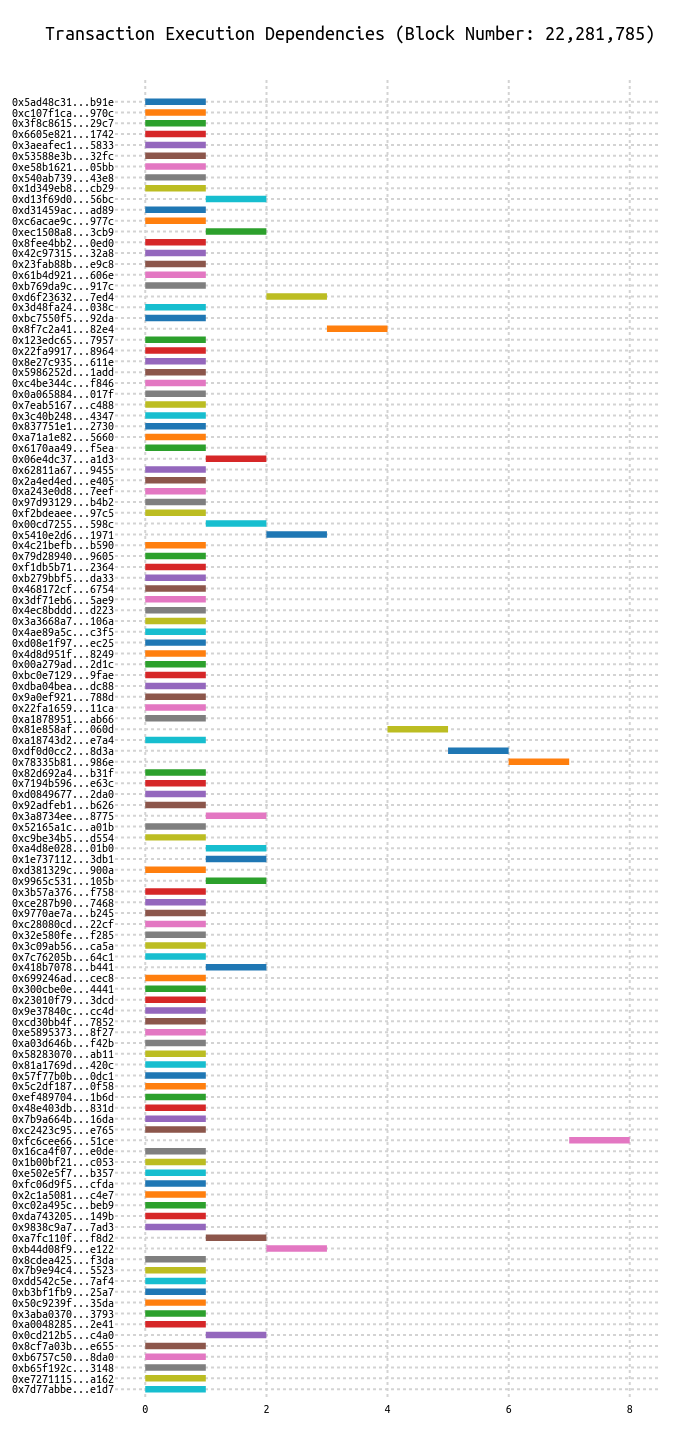 Transaction Execution Dependencies (Block Number: 22,281,785)
0x5ad48c31...b91e
0xc107f1ca...970c
0x3f8c8615...29c7
0x6605e821...1742
0x3aeafec1...5833
0x53588e3b...32fc
0xe58b1621...05bb
0x540ab739...43e8
0x1d349eb8...cb29
0xd13f69d0...56bc
0xd31459ac...ad89
0xc6acae9c...977c
0xec1508a8...3cb9
0x8fee4bb2...0ed0
0x42c97315...32a8
0x23fab88b...e9c8
0x61b4d921...606e
0xb769da9c...917c
0xd6f23632...7ed4
0x3d48fa24...038c
0xbc7550f5...92da
0x8f7c2a41...82e4
0x123edc65...7957
0x22fa9917...8964
0x8e27c935...611e
0x5986252d...1add
0xc4be344c...f846
0x0a065884...017f
0x7eab5167...c488
0x3c40b248...4347
0x837751e1...2730
0xa71a1e82...5660
0x6170aa49...f5ea
0x06e4dc37...a1d3
0x62811a67...9455
0x2a4ed4ed...e405
0xa243e0d8...7eef
0x97d93129...b4b2
0xf2bdeaee...97c5
0x00cd7255...598c
0x5410e2d6...1971
0x4c21befb...b590
0x79d28940...9605
0xf1db5b71...2364
0xb279bbf5...da33
0x468172cf...6754
0x3df71eb6...5ae9
0x4ec8bddd...d223
0x3a3668a7...106a
0x4ae89a5c...c3f5
0xd08e1f97...ec25
0x4d8d951f...8249
0x00a279ad...2d1c
0xbc0e7129...9fae
0xdba04bea...dc88
0x9a0ef921...788d
0x22fa1659...11ca
0xa1878951...ab66
0x81e858af...060d
0xa18743d2...e7a4
0xdf0d0cc2...8d3a
0x78335b81...986e
0x82d692a4...b31f
0x7194b596...e63c
0xd0849677...2da0
0x92adfeb1...b626
0x3a8734ee...8775
0x52165a1c...a01b
0xc9be34b5...d554
0xa4d8e028...01b0
0x1e737112...3db1
0xd381329c...900a
0x9965c531...105b
0x3b57a376...f758
0xce287b90...7468
0x9770ae7a...b245
0xc28080cd...22cf
0x32e580fe...f285
0x3c09ab56...ca5a
0x7c76205b...64c1
0x418b7078...b441
0x699246ad...cec8
0x300cbe0e...4441
0x23010f79...3dcd
0x9e37840c...cc4d
0xcd30bb4f...7852
0xe5895373...8f27
0xa03d646b...f42b
0x58283070...ab11
0x81a1769d...420c
0x57f77b0b...0dc1
0x5c2df187...0f58
0xef489704...1b6d
0x48e403db...831d
0x7b9a664b...16da
0xc2423c95...e765
0xfc6cee66...51ce
0x16ca4f07...e0de
0x1b00bf21...c053
0xe502e5f7...b357
0xfc06d9f5...cfda
0x2c1a5081...c4e7
0xc02a495c...beb9
0xda743205...149b
0x9838c9a7...7ad3
0xa7fc110f...f8d2
0xb44d08f9...e122
0x8cdea425...f3da
0x7b9e94c4...5523
0xdd542c5e...7af4
0xb3bf1fb9...25a7
0x50c9239f...35da
0x3aba0370...3793
0xa0048285...2e41
0x0cd212b5...c4a0
0x8cf7a03b...e655
0xb6757c50...8da0
0xb65f192c...3148
0xe7271115...a162
0x7d77abbe...e1d7
0 2 4 6 8